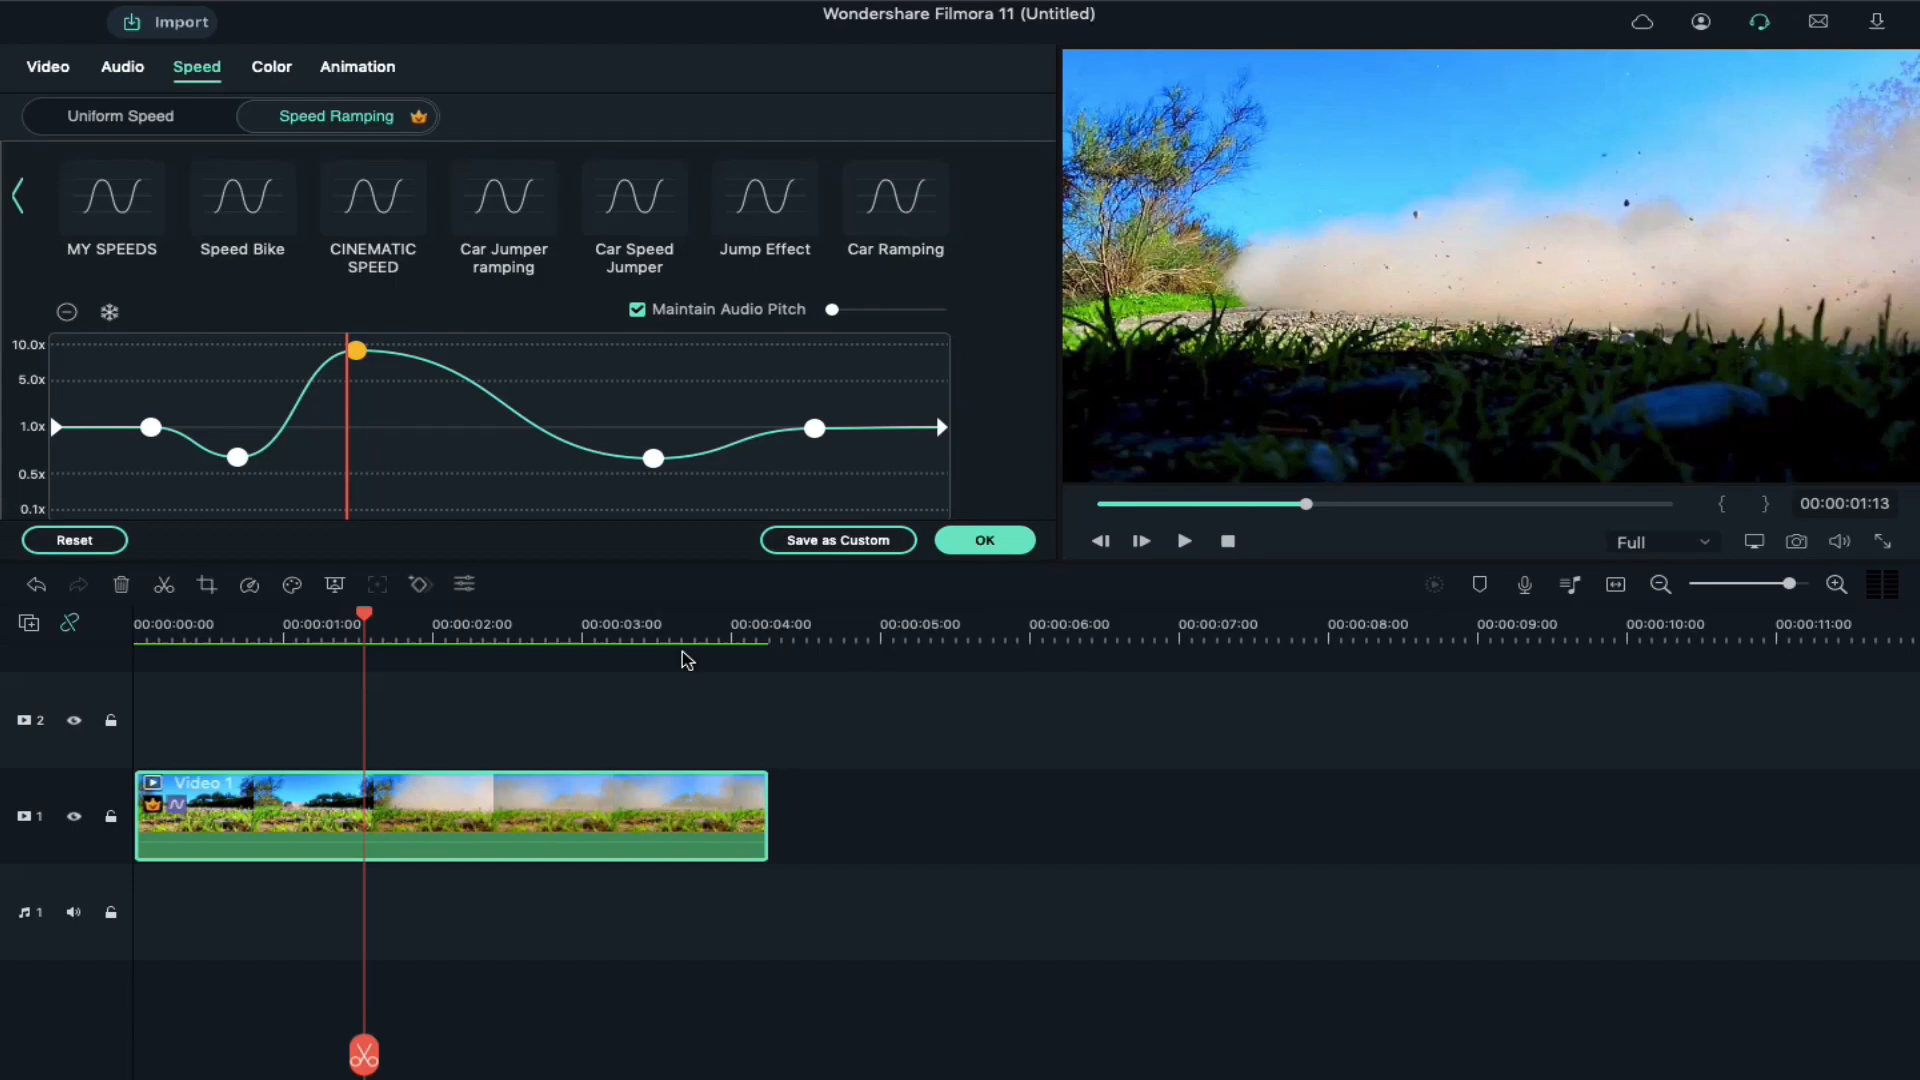 Import
Wondershare Filmora 11 (Untitled)
Video Audio Speed Color Animation
Uniform Speed Speed Ramping
MY SPEEDS
Speed Bike
CINEMATIC
SPEED
Car Jumper
ramping
Car Speed
Jumper
Jump Effect
Car Ramping
Maintain Audio Pitch
10.0x
5.0x
1.0x
0.5x
0.1x
Reset
Save as Custom
OK
{ } 00:00:01:13
Full
00:00:00:00 00:00:01:00 00:00:02:00 00:00:03:00 00:00:04:00 00:00:05:00 00:00:06:00 00:00:07:00 00:00:08:00 00:00:09:00 00:00:10:00 00:00:11:00
2
Video 1
1
1